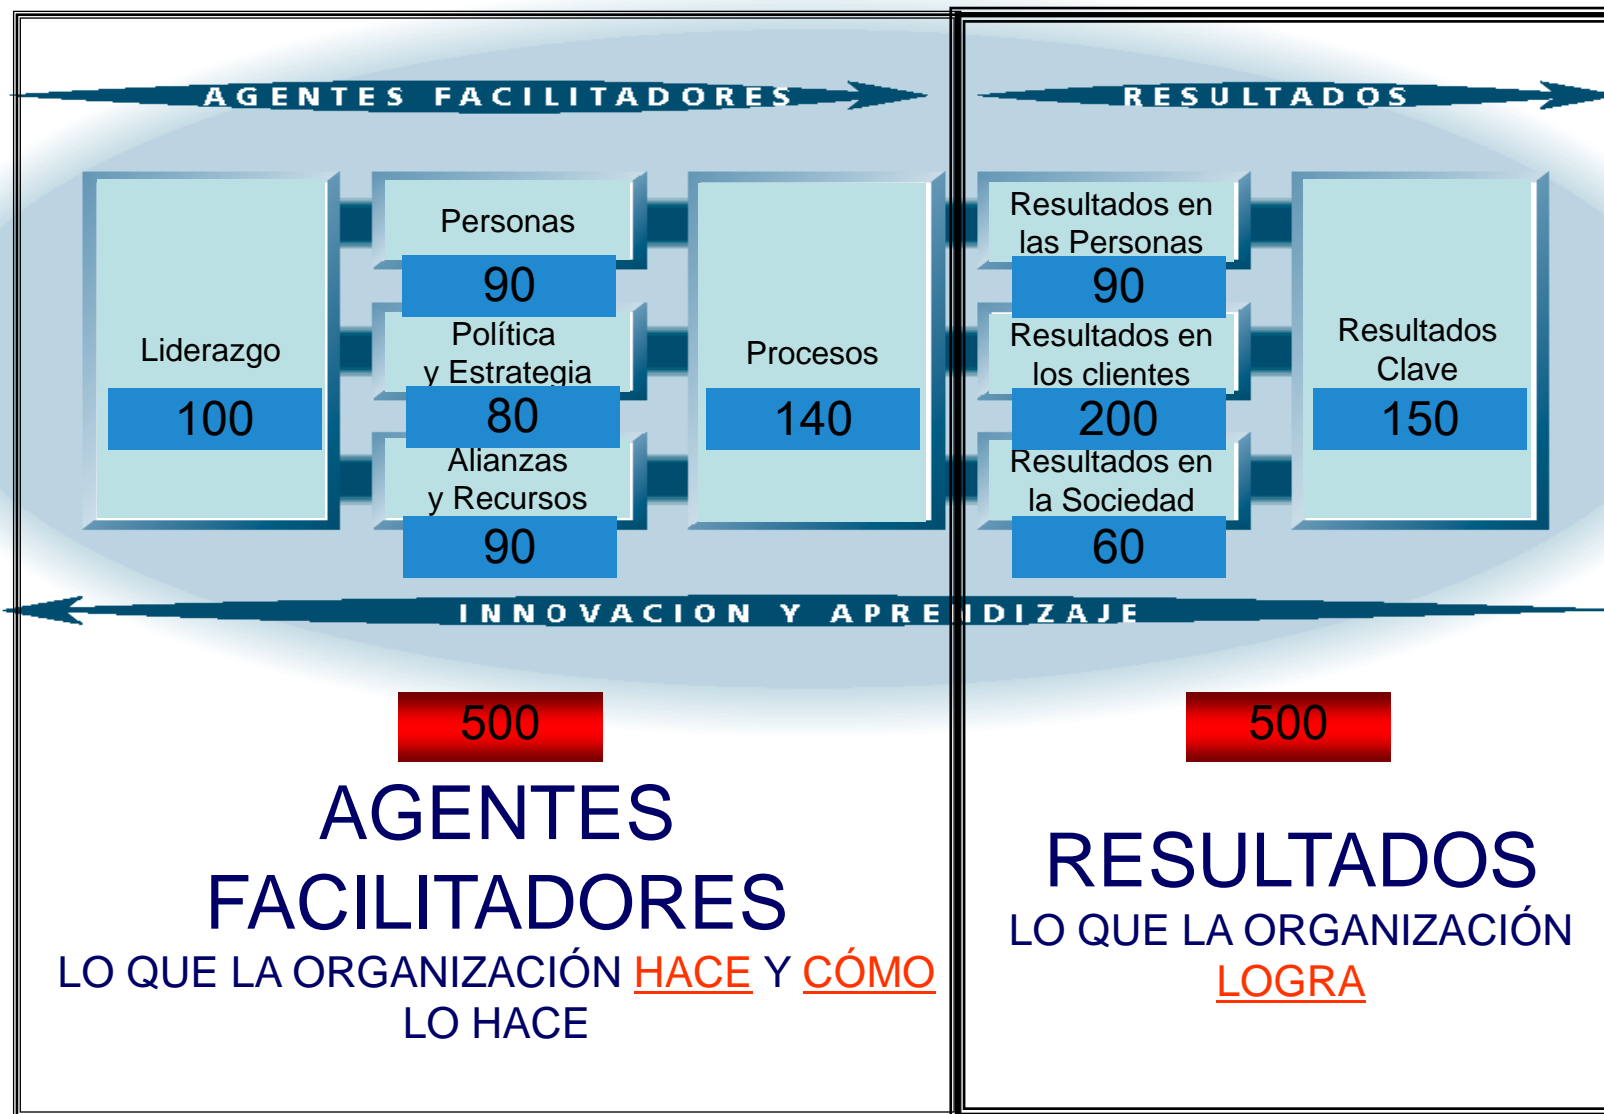 AGENTES FACILITADORES
RESULTADOS
Liderazgo
100
Personas
90
Política
y Estrategia
80
Alianzas
y Recursos
90
Procesos
140
Resultados en
las Personas
90
Resultados en
los clientes
200
Resultados en
la Sociedad
60
Resultados
Clave
150
INNOVACION Y APRENDIZAJE
500
AGENTES
FACILITADORES
LO QUE LA ORGANIZACIÓN HACE Y CÓMO
LO HACE
500
RESULTADOS
LO QUE LA ORGANIZACIÓN
LOGRA